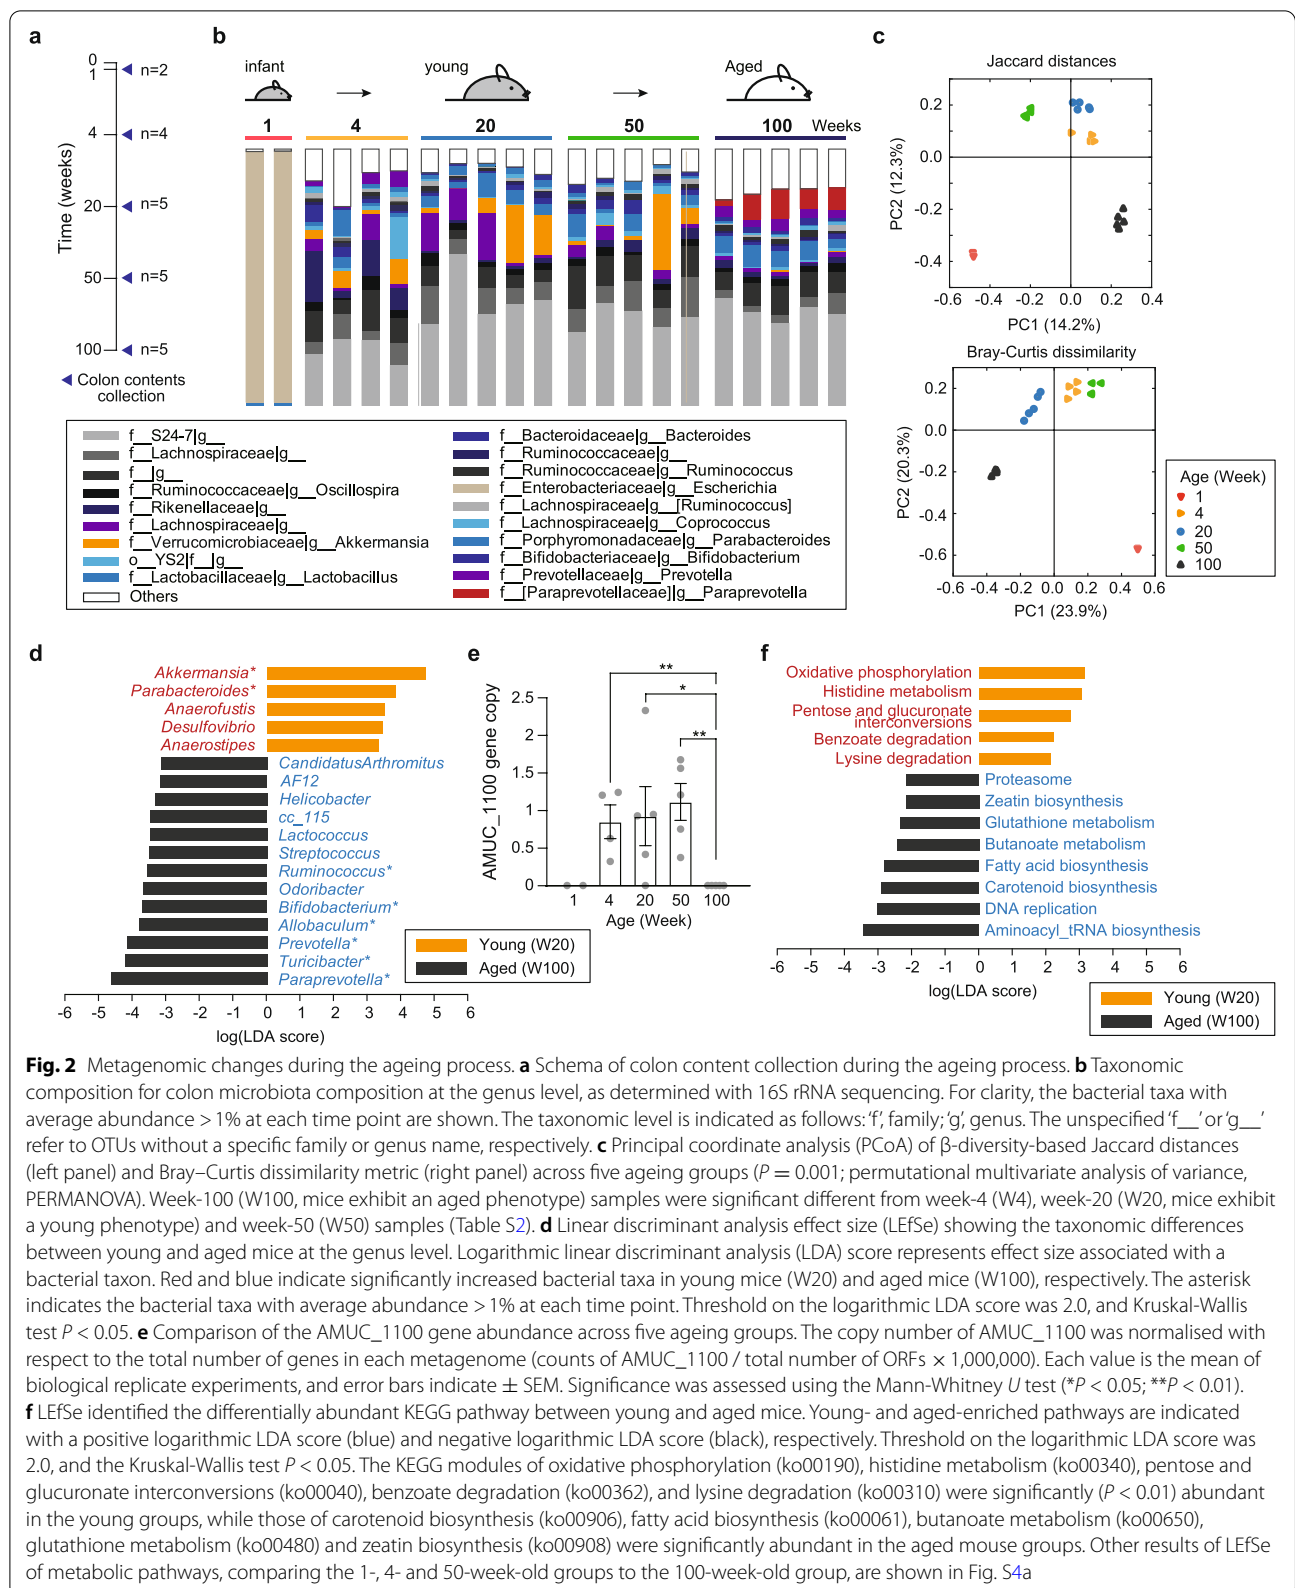 a
0
1
4
20
50
100
Time (weeks)
n=2
n=4
n=5
n=5
n=5
Colon contents
collection
b
infant
young
Aged
1
4
20
50
100
Weeks
f__S24-7|g__
f__Lachnospiraceae|g__
f__|g__
f__Ruminococcaceae|g__Oscillospira
f__Rikenellaceae|g__
f__Lachnospiraceae|g__
f__Verrucomicrobiaceae|g__Akkermansia
o__YS2|f__|g__
f__Lactobacillaceae|g__Lactobacillus
Others
f__Bacteroidaceae|g__Bacteroides
f__Ruminococcaceae|g__
f__Ruminococcaceae|g__Ruminococcus
f__Enterobacteriaceae|g__Escherichia
f__Lachnospiraceae|g__[Ruminococcus]
f__Lachnospiraceae|g__Coprococcus
f__Porphyromonadaceae|g__Parabacteroides
f__Bifidobacteriaceae|g__Bifidobacterium
f__Prevotellaceae|g__Prevotella
f__[Paraprevotellaceae]|g__Paraprevotella
c
Jaccard distances
0.2
0.0
-0.2
-0.4
PC2 (12.3%)
-0.6 -0.4 -0.2 0.0 0.2 0.4
PC1 (14.2%)
Bray-Curtis dissimilarity
0.2
0.0
-0.2
-0.4
-0.6
PC2 (20.3%)
-0.6 -0.4 -0.2 0.0 0.2 0.4 0.6
PC1 (23.9%)
Age (Week)
1
4
20
50
100
d
Akkermansia*
Parabacteroides*
Anaerofustis
Desulfovibrio
Anaerostipes
CandidatusArthromitus
AF12
Helicobacter
cc_115
Lactococcus
Streptococcus
Ruminococcus*
Odoribacter
Bifidobacterium*
Allobaculum*
Prevotella*
Turicibacter*
Paraprevotella*
-6 -5 -4 -3 -2 -1 0 1 2 3 4 5 6
log(LDA score)
Young (W20)
Aged (W100)
e
**
*
**
2.5
2
1.5
1
0.5
0
AMUC_1100 gene copy
1 4 20 50 100
Age (Week)
f
Oxidative phosphorylation
Histidine metabolism
Pentose and glucuronate
interconversions
Benzoate degradation
Lysine degradation
Proteasome
Zeatin biosynthesis
Glutathione metabolism
Butanoate metabolism
Fatty acid biosynthesis
Carotenoid biosynthesis
DNA replication
Aminoacyl_tRNA biosynthesis
-6 -5 -4 -3 -2 -1 0 1 2 3 4 5 6
log(LDA score)
Young (W20)
Aged (W100)
Fig. 2 Metagenomic changes during the ageing process. a Schema of colon content collection during the ageing process. b Taxonomic
composition for colon microbiota composition at the genus level, as determined with 16S rRNA sequencing. For clarity, the bacterial taxa with
average abundance > 1% at each time point are shown. The taxonomic level is indicated as follows: ‘f’, family; ‘g’, genus. The unspecified ‘f__’ or ‘g__’
refer to OTUs without a specific family or genus name, respectively. c Principal coordinate analysis (PCoA) of β-diversity-based Jaccard distances
(left panel) and Bray–Curtis dissimilarity metric (right panel) across five ageing groups (P = 0.001; permutational multivariate analysis of variance,
PERMANOVA). Week-100 (W100, mice exhibit an aged phenotype) samples were significant different from week-4 (W4), week-20 (W20, mice exhibit
a young phenotype) and week-50 (W50) samples (Table S2). d Linear discriminant analysis effect size (LEfSe) showing the taxonomic differences
between young and aged mice at the genus level. Logarithmic linear discriminant analysis (LDA) score represents effect size associated with a
bacterial taxon. Red and blue indicate significantly increased bacterial taxa in young mice (W20) and aged mice (W100), respectively. The asterisk
indicates the bacterial taxa with average abundance > 1% at each time point. Threshold on the logarithmic LDA score was 2.0, and Kruskal-Wallis
test P < 0.05. e Comparison of the AMUC_1100 gene abundance across five ageing groups. The copy number of AMUC_1100 was normalised with
respect to the total number of genes in each metagenome (counts of AMUC_1100 / total number of ORFs × 1,000,000). Each value is the mean of
biological replicate experiments, and error bars indicate ± SEM. Significance was assessed using the Mann-Whitney U test (*P < 0.05; **P < 0.01).
f LEfSe identified the differentially abundant KEGG pathway between young and aged mice. Young- and aged-enriched pathways are indicated
with a positive logarithmic LDA score (blue) and negative logarithmic LDA score (black), respectively. Threshold on the logarithmic LDA score was
2.0, and the Kruskal-Wallis test P < 0.05. The KEGG modules of oxidative phosphorylation (ko00190), histidine metabolism (ko00340), pentose and
glucuronate interconversions (ko00040), benzoate degradation (ko00362), and lysine degradation (ko00310) were significantly (P < 0.01) abundant
in the young groups, while those of carotenoid biosynthesis (ko00906), fatty acid biosynthesis (ko00061), butanoate metabolism (ko00650),
glutathione metabolism (ko00480) and zeatin biosynthesis (ko00908) were significantly abundant in the aged mouse groups. Other results of LEfSe
of metabolic pathways, comparing the 1-, 4- and 50-week-old groups to the 100-week-old group, are shown in Fig. S4a